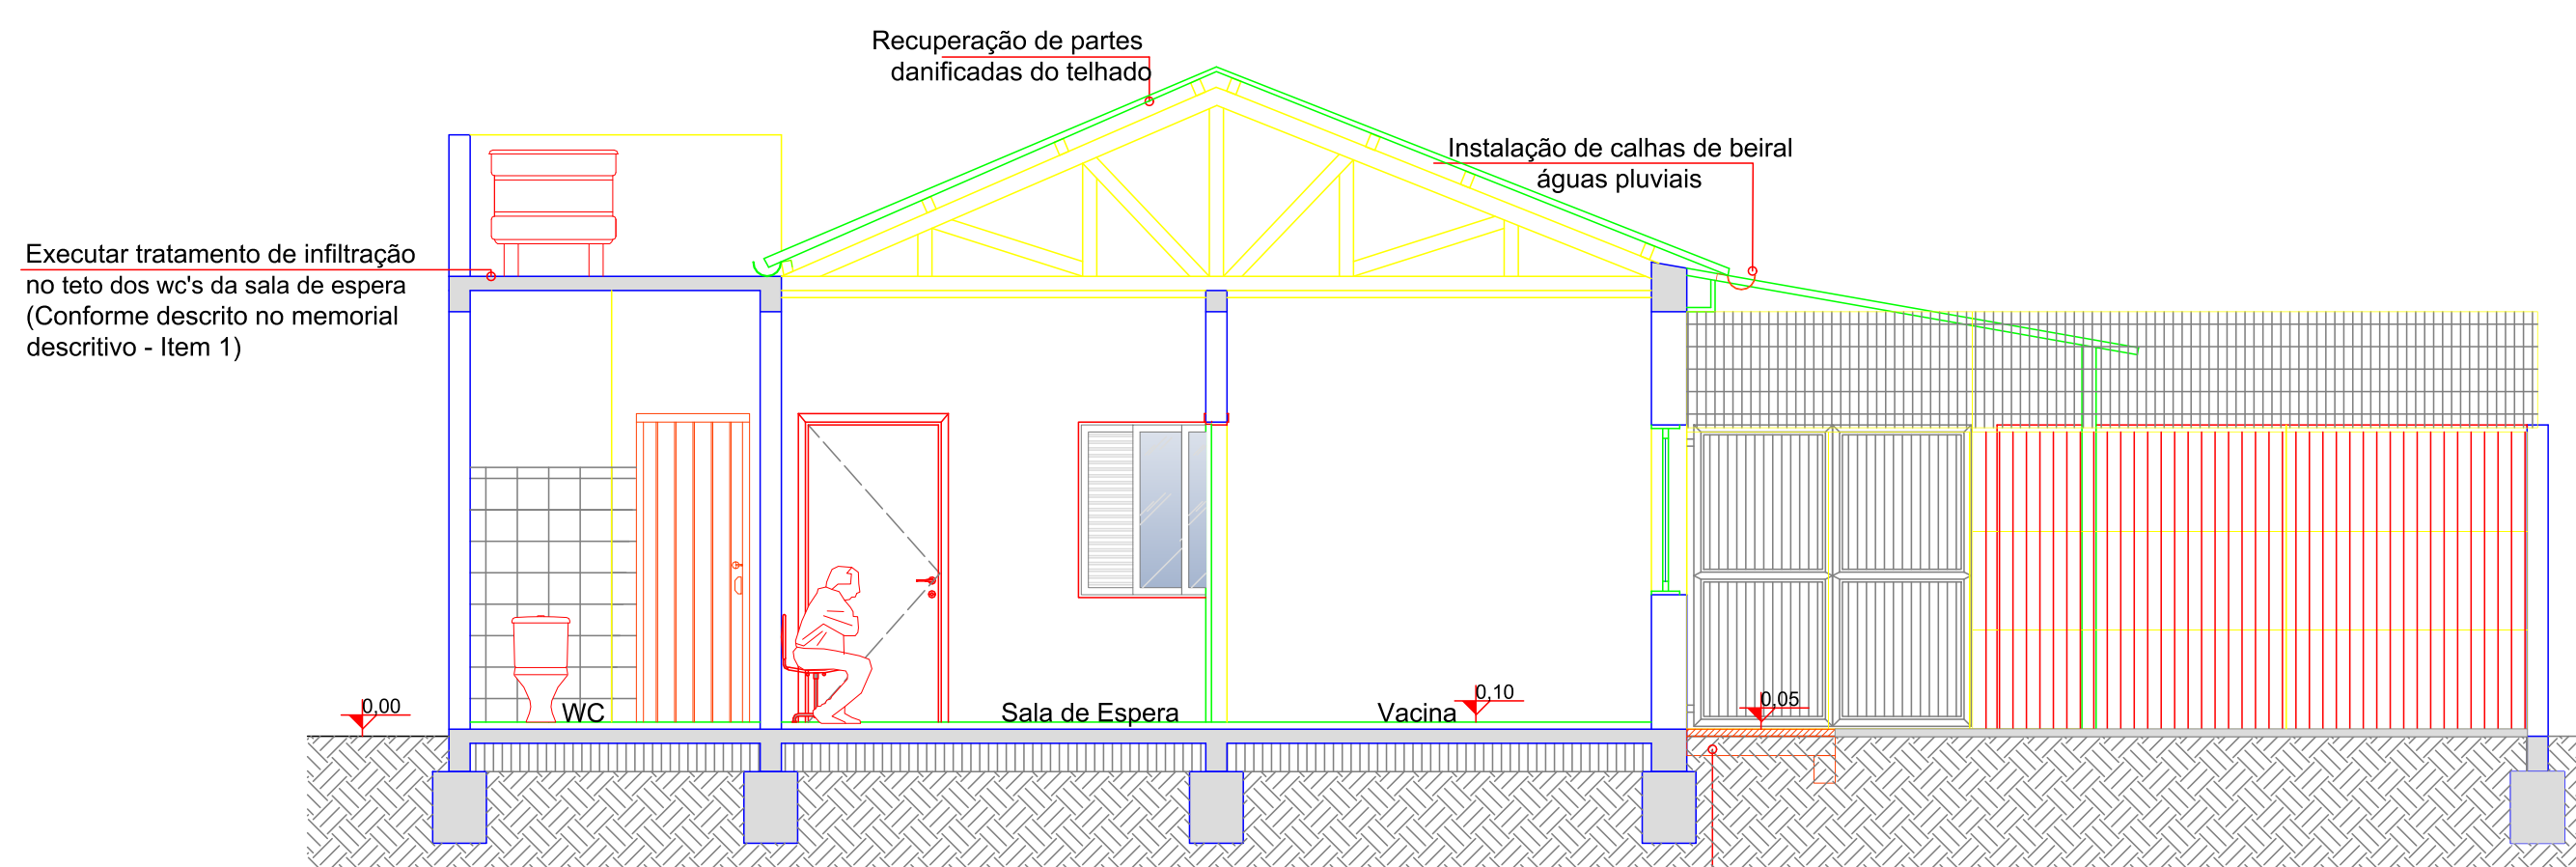 Recuperação de partes
danificadas do telhado
Instalação de calhas de beiral
águas pluviais
Executar tratamento de infiltração
no teto dos wc's da sala de espera
(Conforme descrito no memorial
descritivo - Item 1)
0,00
WC
Sala de Espera
Vacina
0,10
0,05